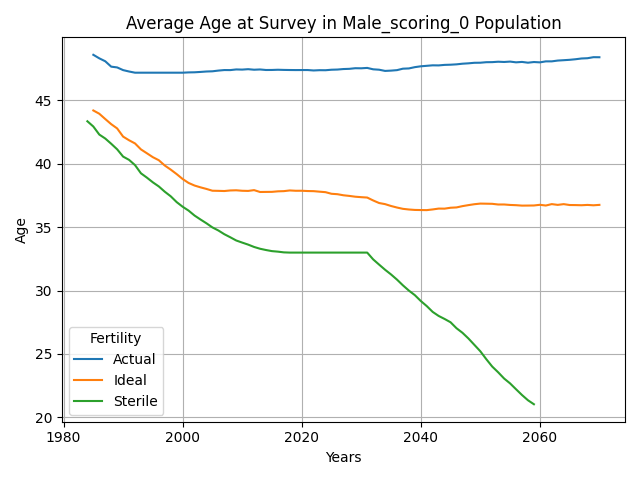 Average Age at Survey in Male_scoring_0 Population
Age
45
40
35
30
25
20
Fertility
Actual
Ideal
Sterile
1980 2000 2020 2040 2060
Years